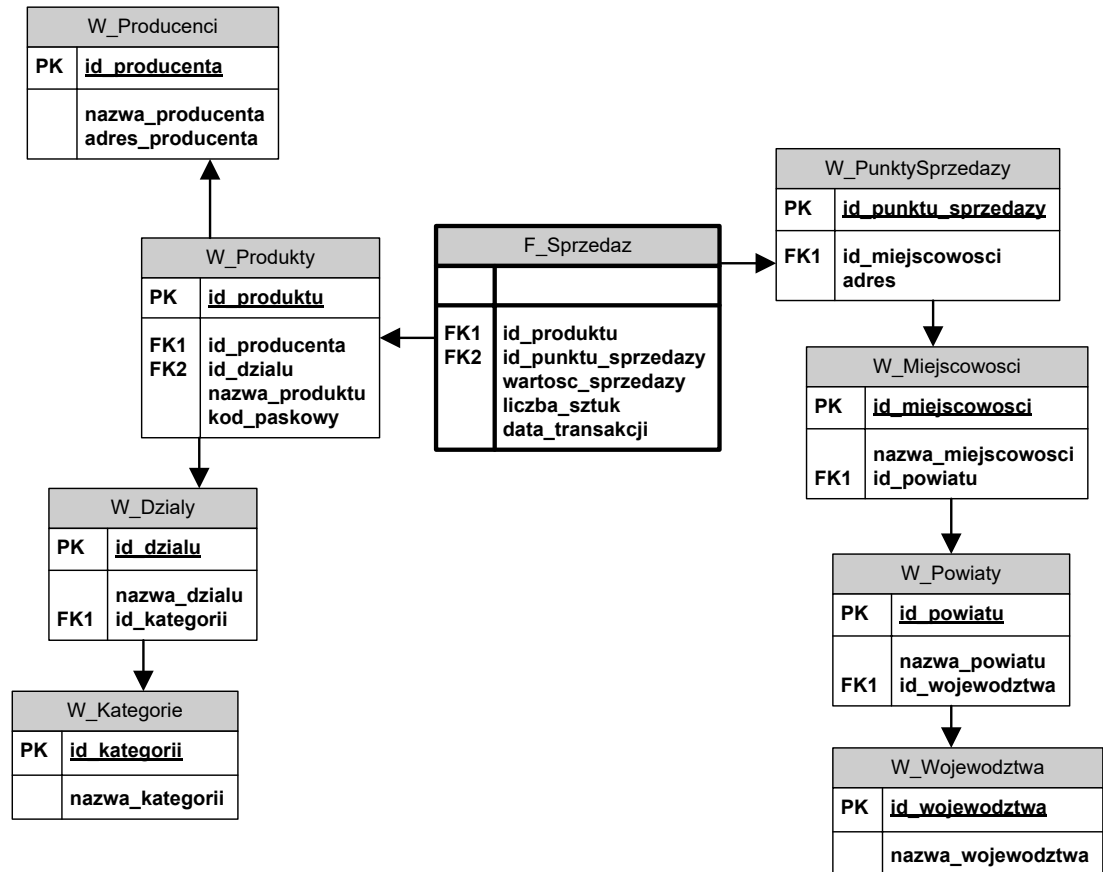 W_Producenci
PK id_producenta
nazwa_producenta
adres_producenta
W_Produkty
PK id_produktu
FK1 id_producenta
FK2 id_dzialu
nazwa_produktu
kod_paskowy
F_Sprzedaz
FK1 id_produktu
FK2 id_punktu_sprzedazy
wartosc_sprzedazy
liczba_sztuk
data_transakcji
W_PunktySprzedazy
PK id_punktu_sprzedazy
FK1 id_miejscowosci
adres
W_Miejscowosci
PK id_miejscowosci
nazwa_miejscowosci
FK1 id_powiatu
W_Dzialy
PK id_dzialu
nazwa_dzialu
FK1 id_kategorii
W_Powiaty
PK id_powiatu
nazwa_powiatu
FK1 id_wojewodztwa
W_Kategorie
PK id_kategorii
nazwa_kategorii
W_Wojewodztwa
PK id_wojewodztwa
nazwa_wojewodztwa